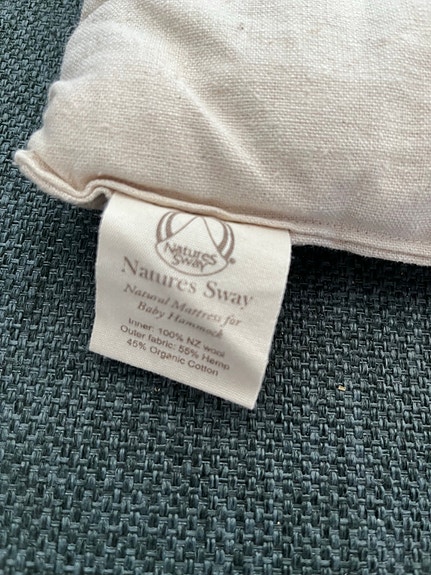 Natures
Sway®
Natures Sway
Natural Mattress for
Baby Hammock
Inner: 100% NZ wool
Outer fabric: 55% Hemp
45% Organic Cotton